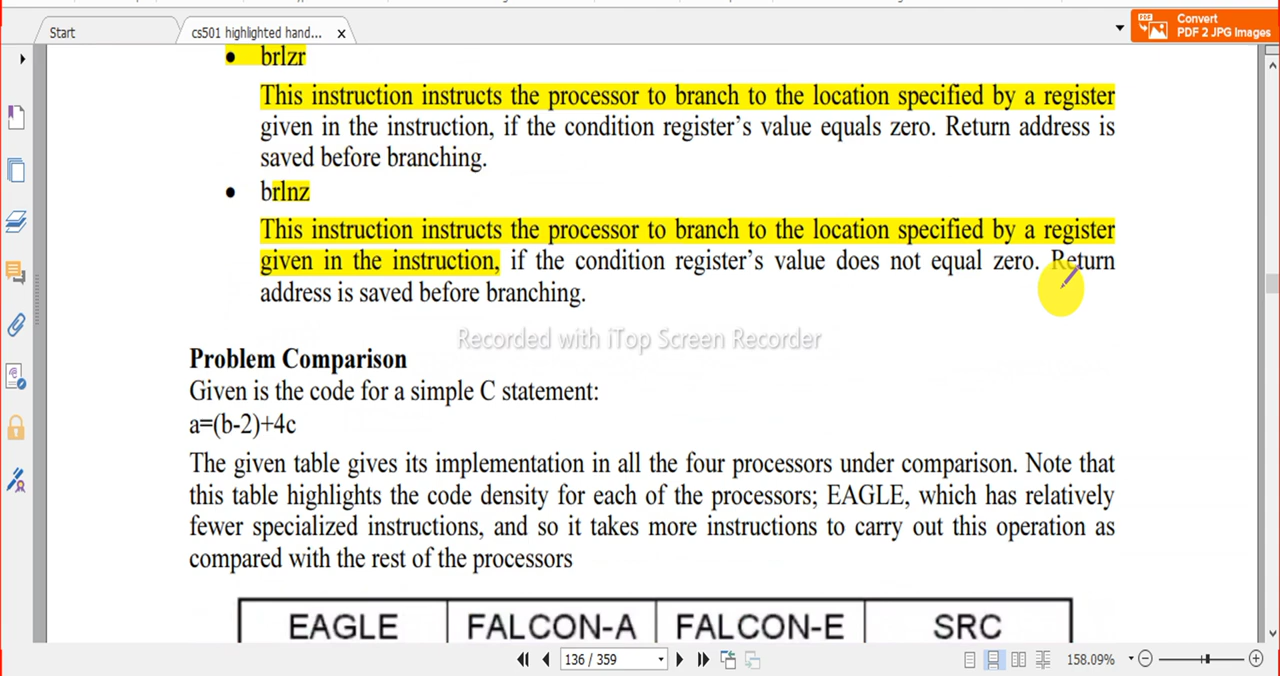 Start
cs501 highlighted hand... x
Convert
PDF 2 JPG Images
• brlzr
This instruction instructs the processor to branch to the location specified by a register
given in the instruction, if the condition register's value equals zero. Return address is
saved before branching.
• brlnz
This instruction instructs the processor to branch to the location specified by a register
given in the instruction, if the condition register's value does not equal zero. Return
address is saved before branching.
Recorded with iTop Screen Recorder
Problem Comparison
Given is the code for a simple C statement:
a=(b-2)+4c
The given table gives its implementation in all the four processors under comparison. Note that
this table highlights the code density for each of the processors; EAGLE, which has relatively
fewer specialized instructions, and so it takes more instructions to carry out this operation as
compared with the rest of the processors
EAGLE FALCON-A FALCON-E SRC
136 / 359 158.09%